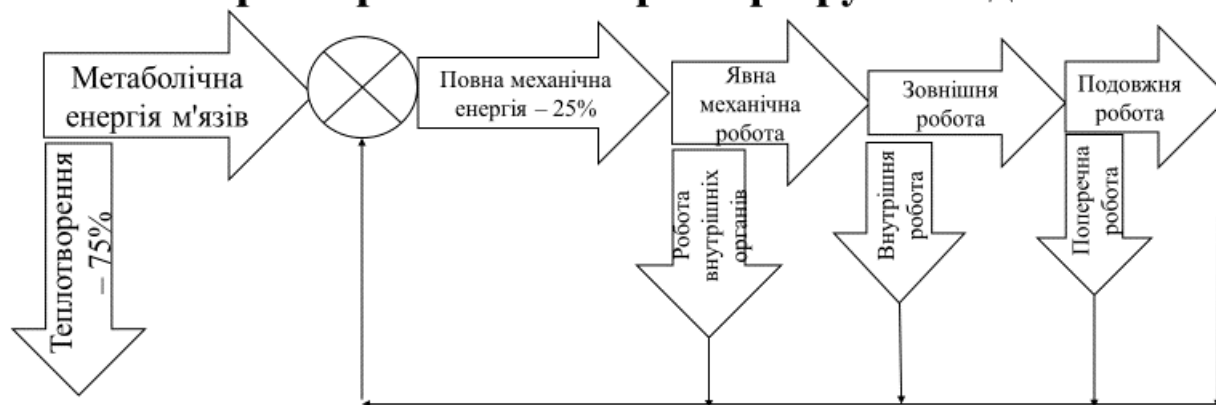 Метаболічна
енергія м'язів
Повна механічна
енергія – 25%
Явна
механічна
робота
Зовнішня
робота
Подовжня
робота
Теплотворення
– 75%
Робота
внутрішніх
органів
Внутрішня
робота
Поперечна
робота